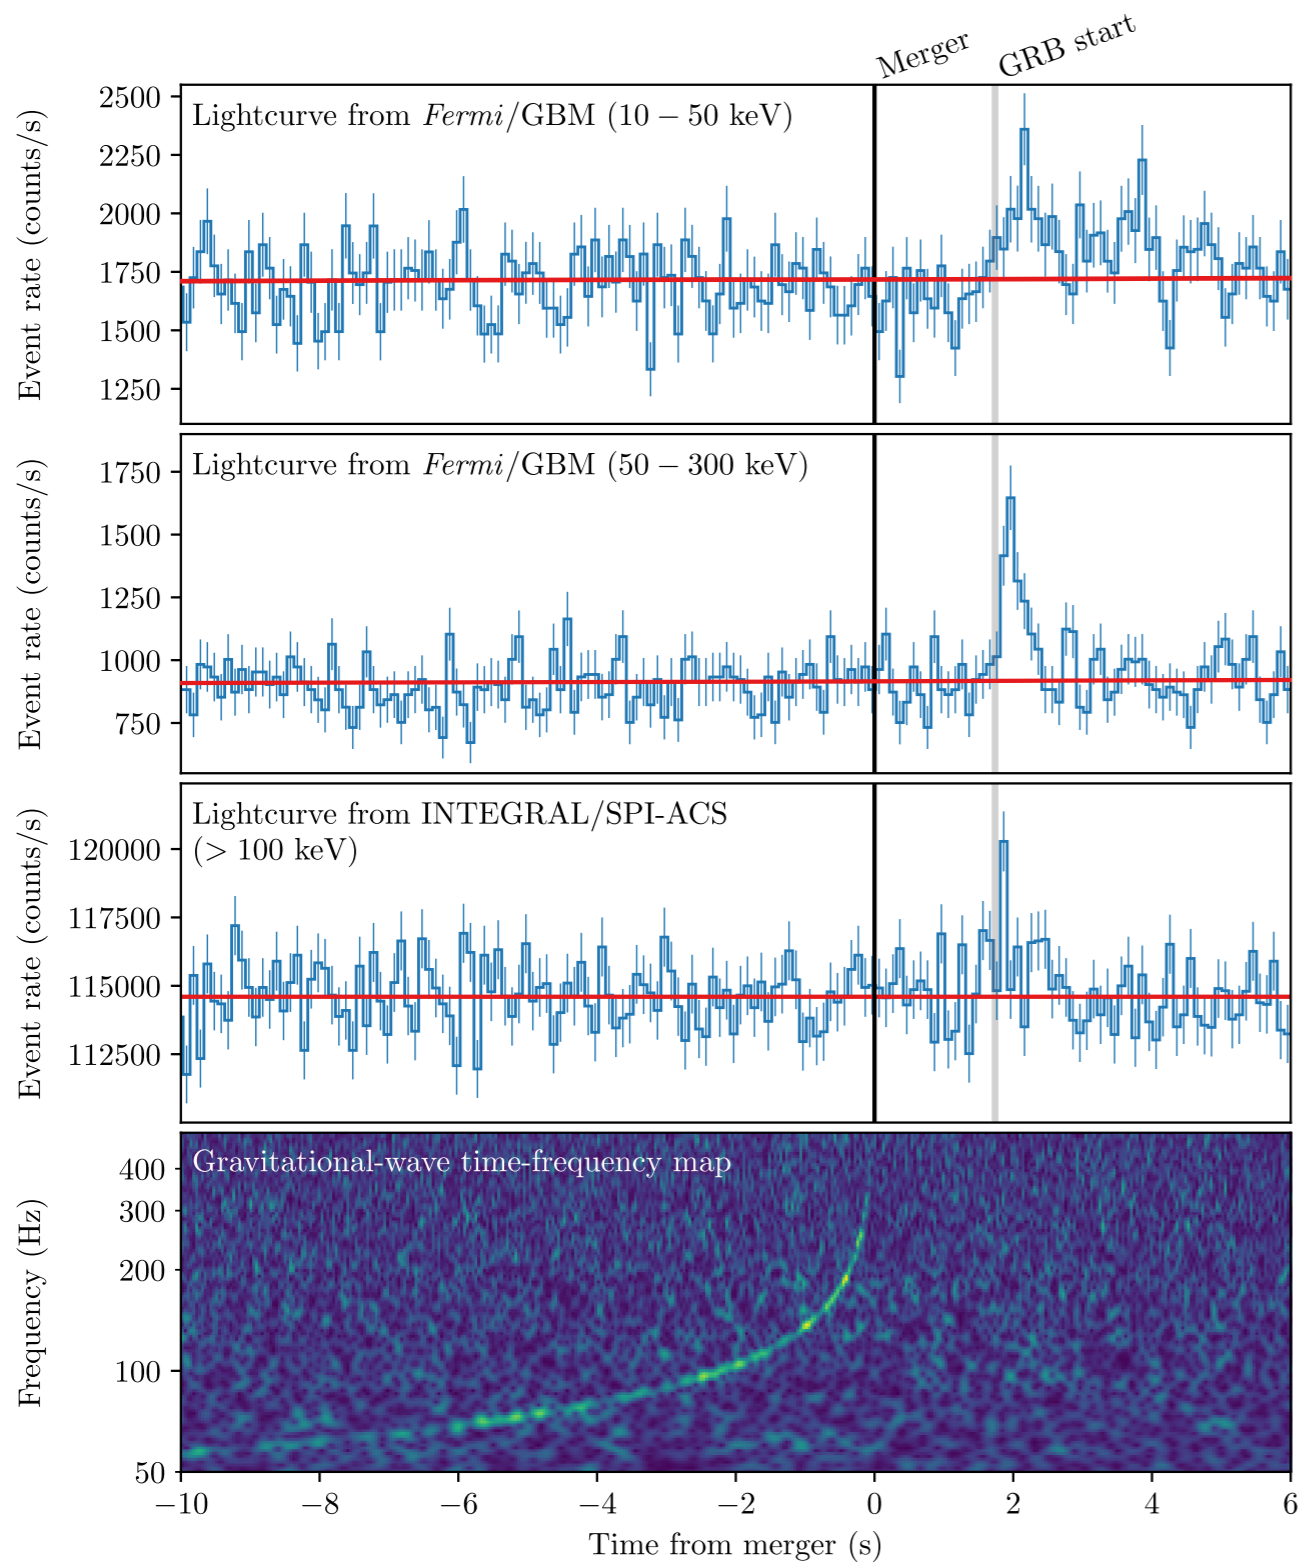 Merger GRB start
2500
Lightcurve from Fermi/GBM (10 − 50 keV)
2250
2000
1750
1500
1250
Event rate (counts/s)
Lightcurve from Fermi/GBM (50 − 300 keV)
1750
1500
1250
1000
750
Event rate (counts/s)
Lightcurve from INTEGRAL/SPI-ACS
(> 100 keV)
120000
117500
115000
112500
Event rate (counts/s)
Gravitational-wave time-frequency map
400
300
200
100
50
Frequency (Hz)
−10 −8 −6 −4 −2 0 2 4 6
Time from merger (s)